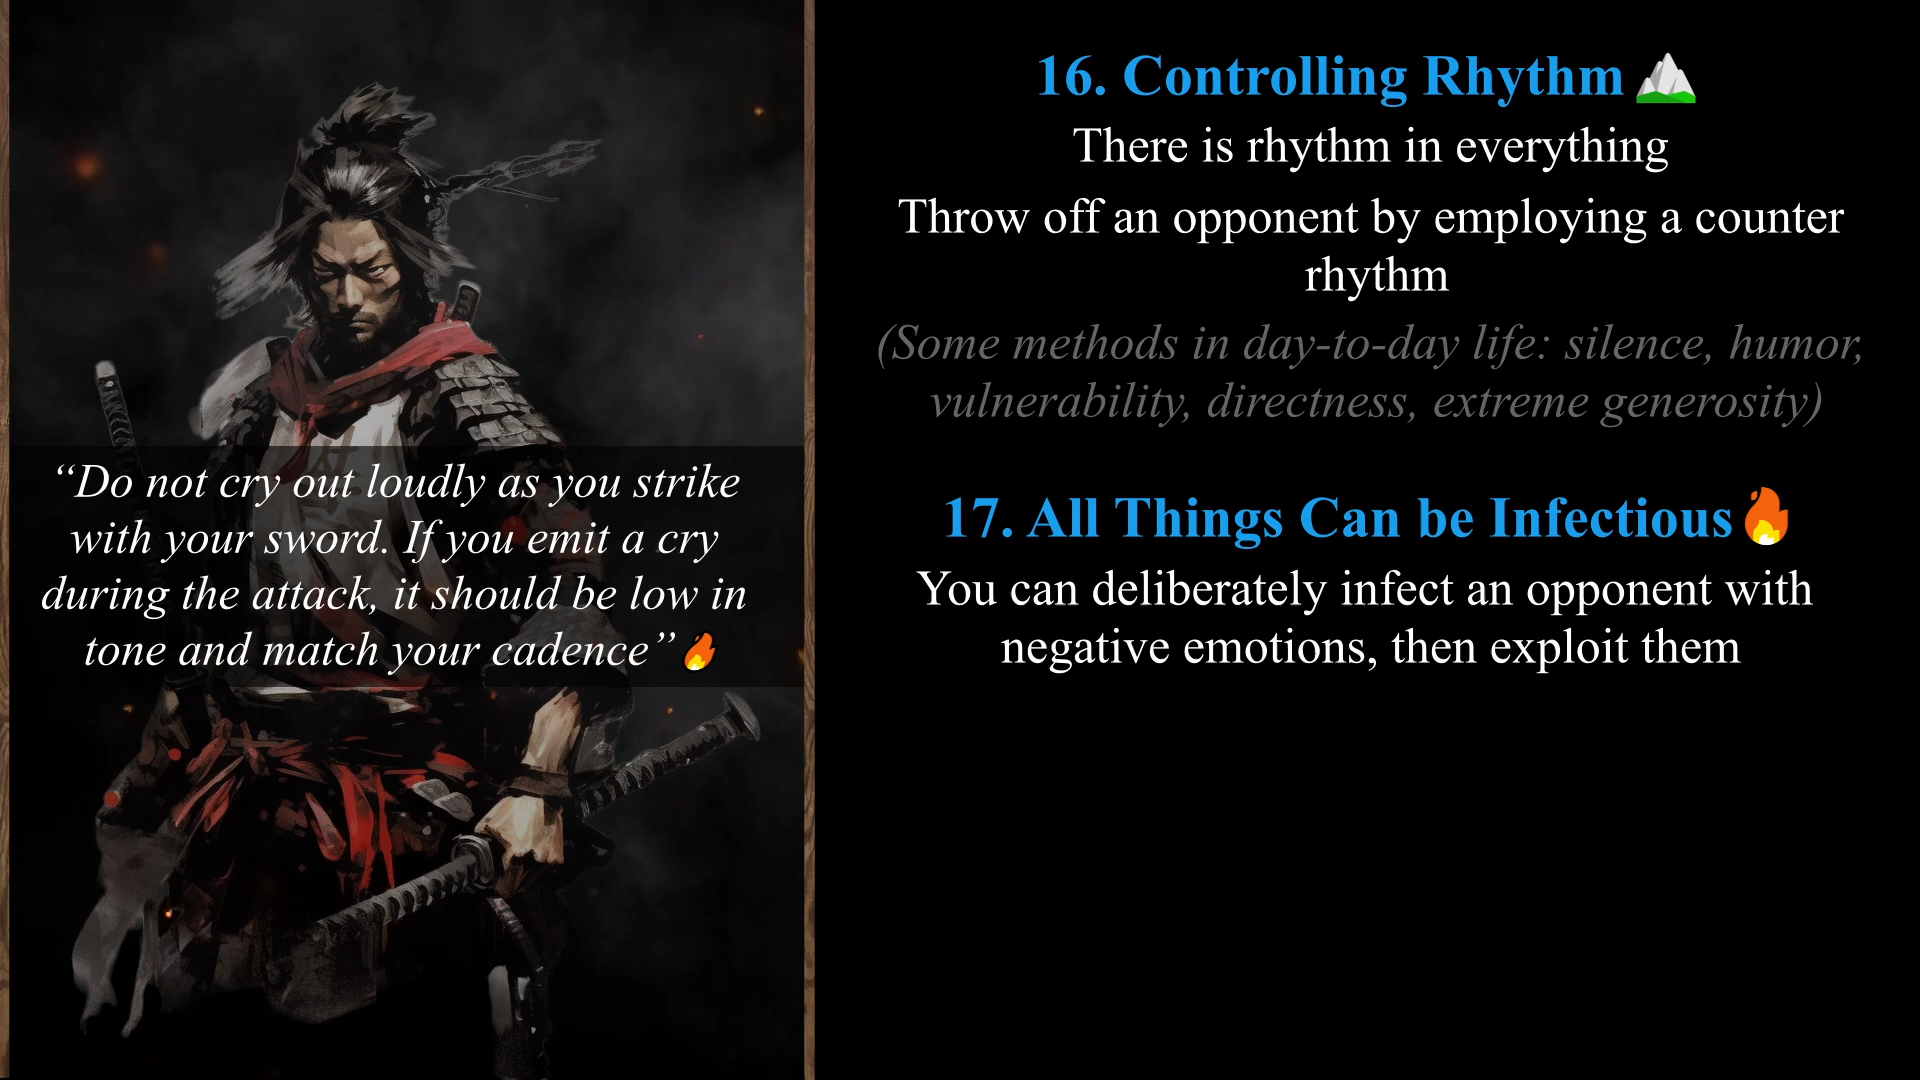 “Do not cry out loudly as you strike
with your sword. If you emit a cry
during the attack, it should be low in
tone and match your cadence”🔥
16. Controlling Rhythm🏔️
There is rhythm in everything
Throw off an opponent by employing a counter
rhythm
(Some methods in day-to-day life: silence, humor,
vulnerability, directness, extreme generosity)
17. All Things Can be Infectious🔥
You can deliberately infect an opponent with
negative emotions, then exploit them